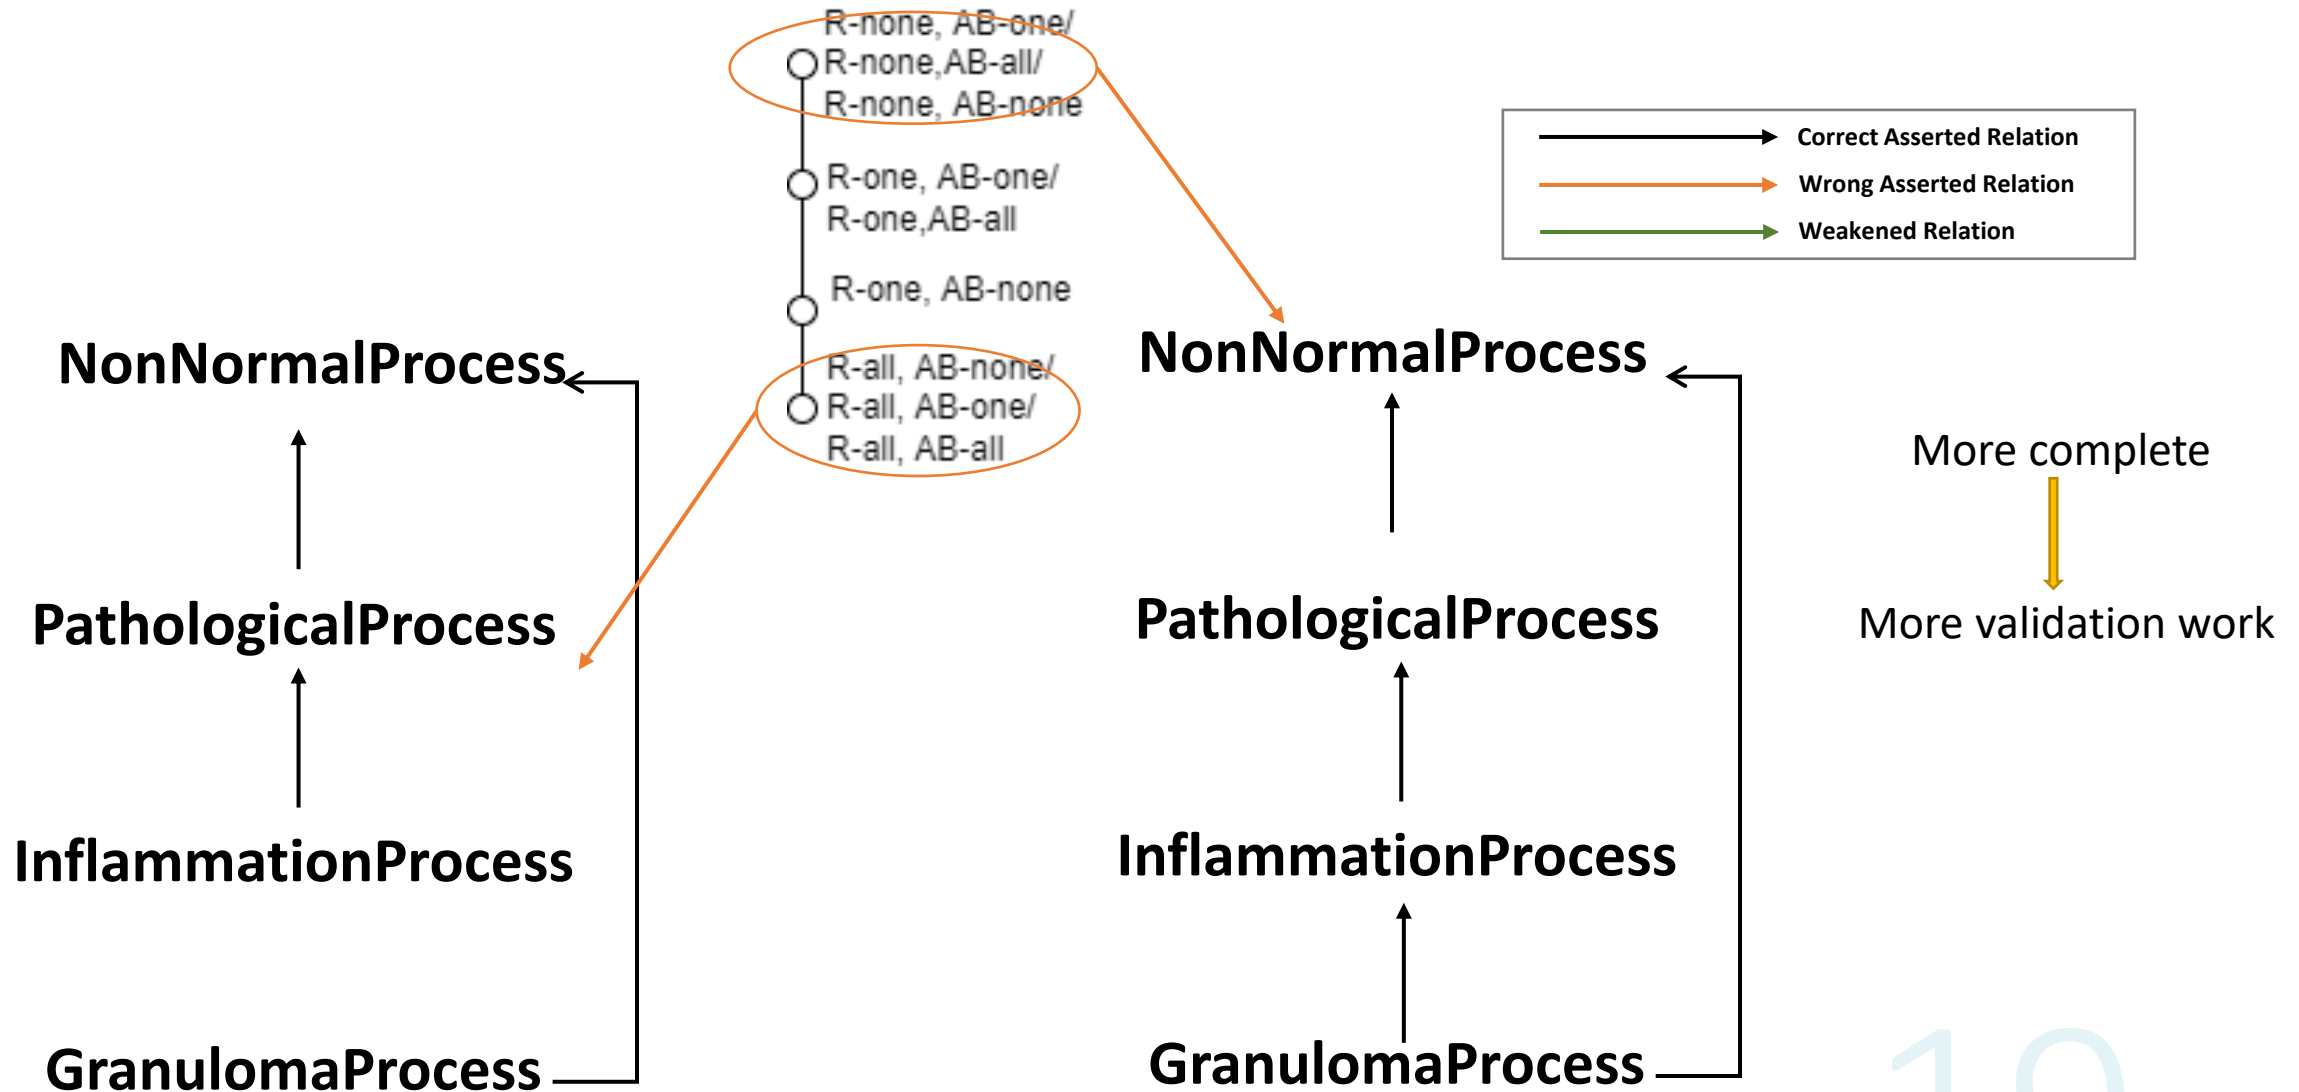 R-none, AB-one/
R-none,AB-all/
R-none, AB-none
R-one, AB-one/
R-one,AB-all
R-one, AB-none
R-all, AB-none/
R-all, AB-one/
R-all, AB-all
Correct Asserted Relation
Wrong Asserted Relation
Weakened Relation
NonNormalProcess
PathologicalProcess
InflammationProcess
GranulomaProcess
NonNormalProcess
PathologicalProcess
InflammationProcess
GranulomaProcess
More complete
More validation work
19